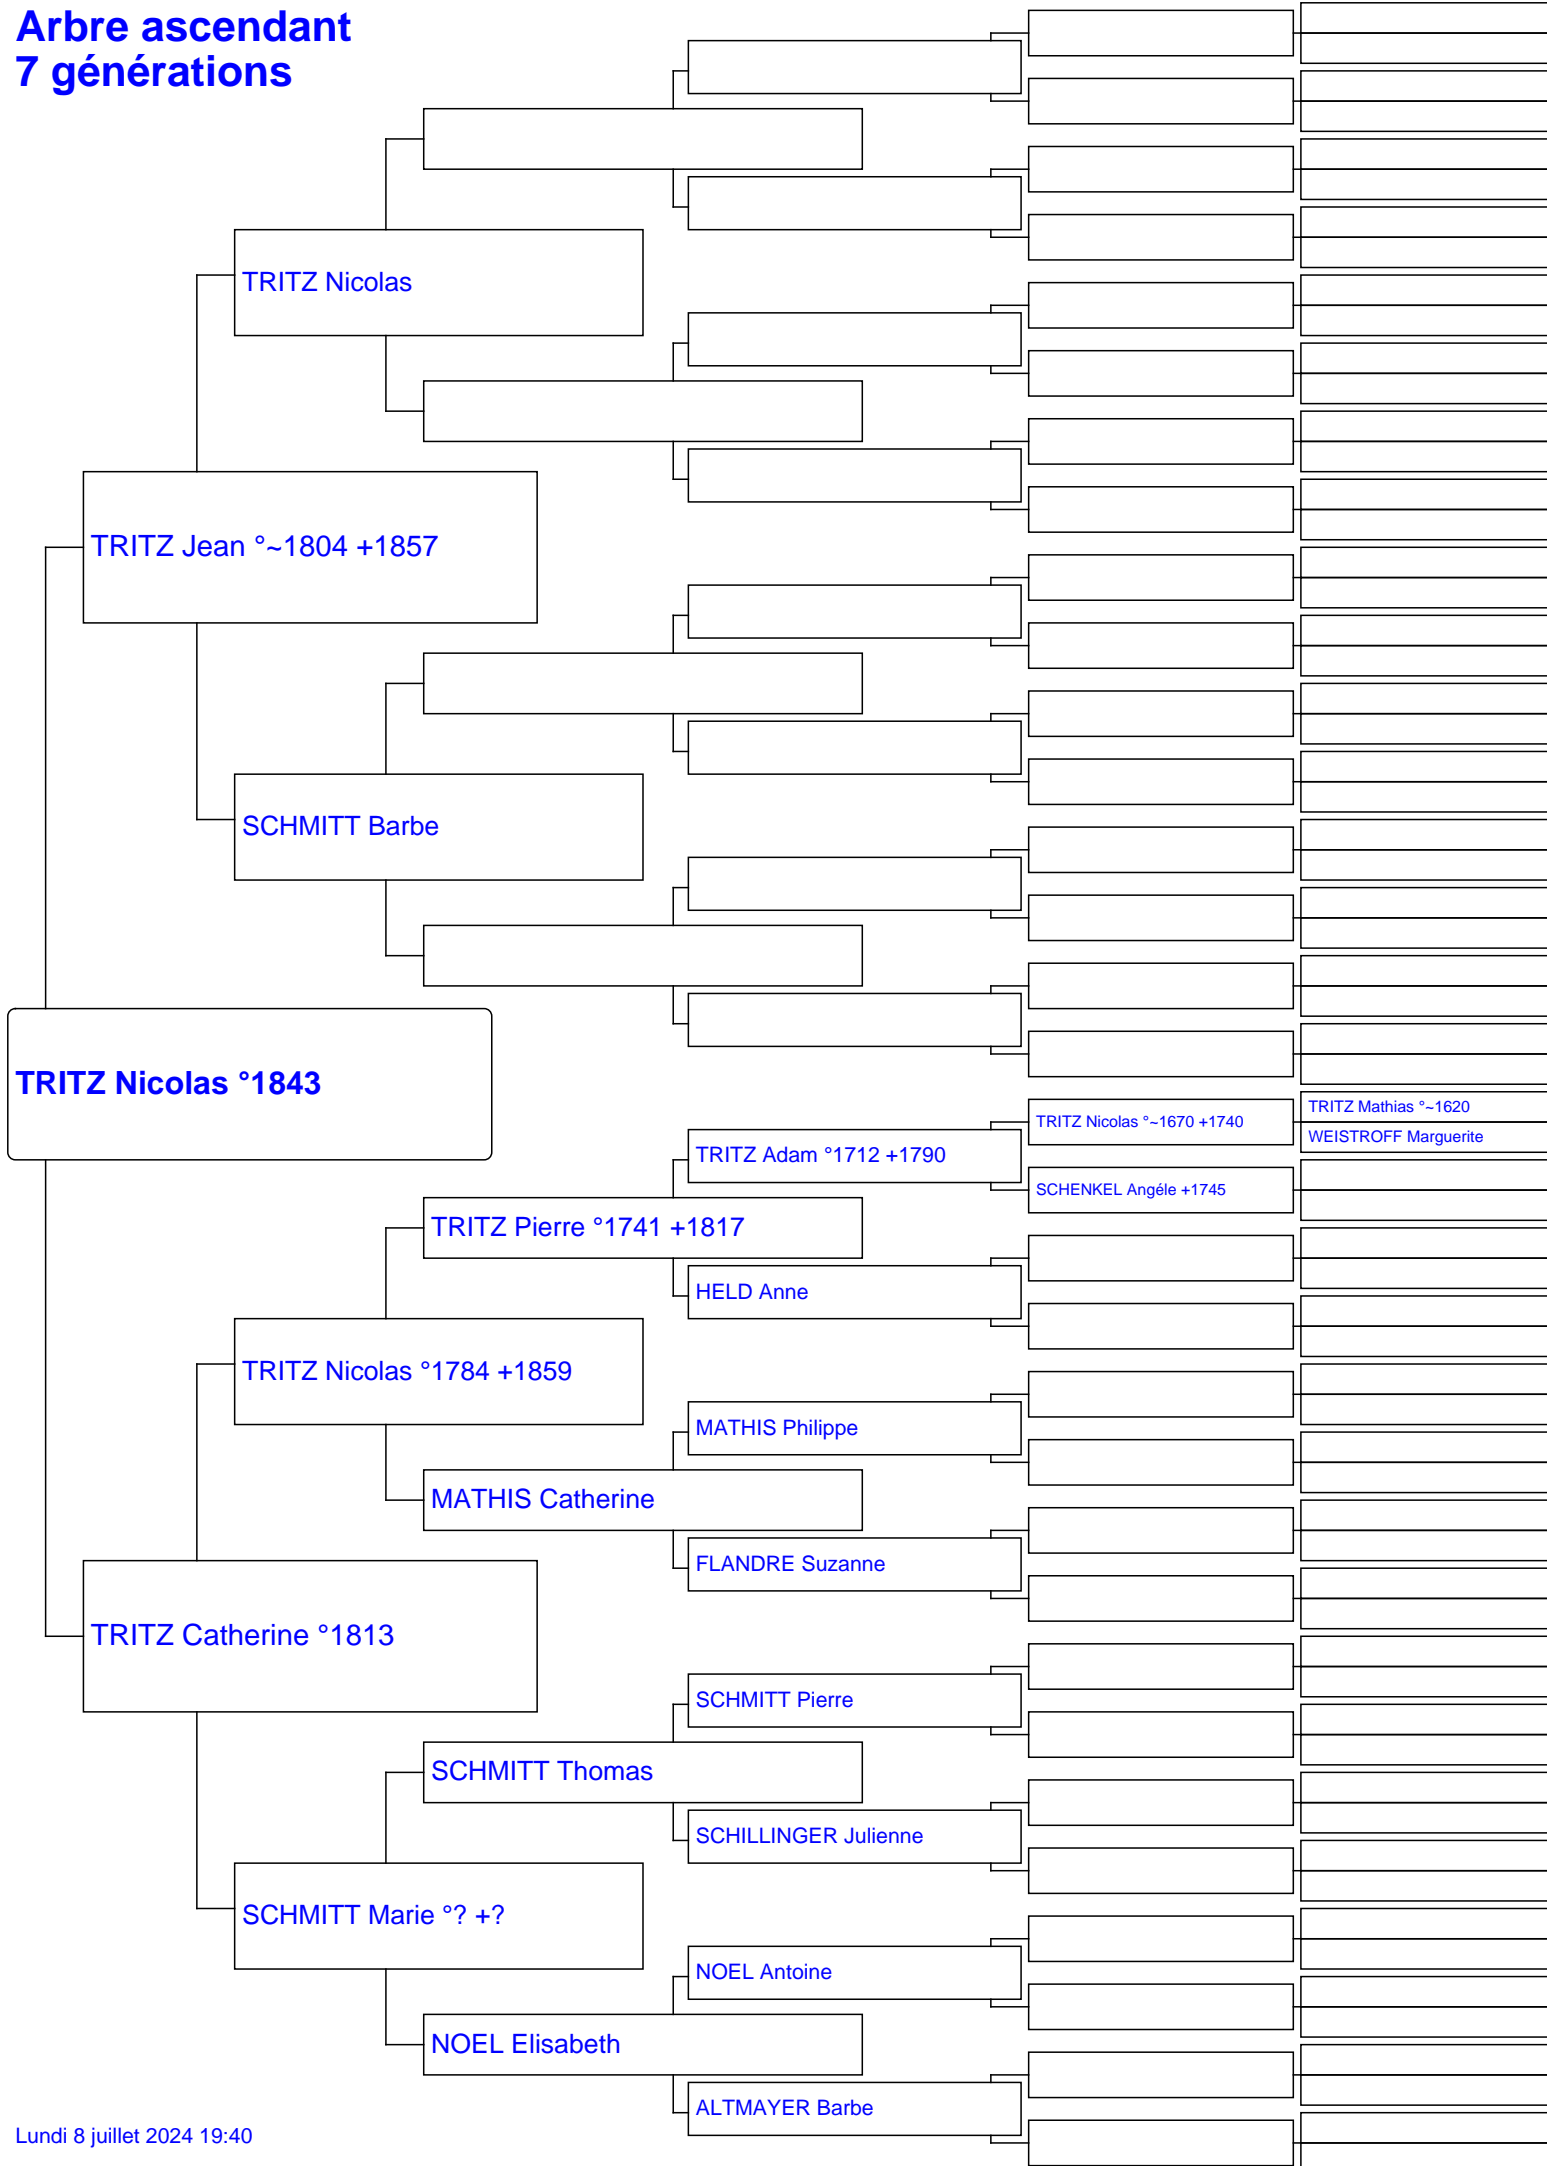 Arbre ascendant
7 générations
TRITZ Nicolas
TRITZ Jean °~1804 +1857
SCHMITT Barbe
TRITZ Nicolas °1843
TRITZ Mathias °~1620
TRITZ Nicolas °~1670 +1740
WEISTROFF Marguerite
TRITZ Adam °1712 +1790
SCHENKEL Angéle +1745
TRITZ Pierre °1741 +1817
HELD Anne
TRITZ Nicolas °1784 +1859
MATHIS Philippe
MATHIS Catherine
FLANDRE Suzanne
TRITZ Catherine °1813
SCHMITT Pierre
SCHMITT Thomas
SCHILLINGER Julienne
SCHMITT Marie °? +?
NOEL Antoine
NOEL Elisabeth
ALTMAYER Barbe
Lundi 8 juillet 2024 19:40